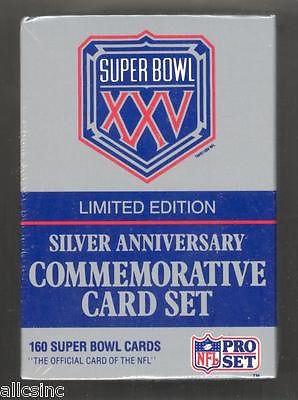 SUPER BOWL
XXV
LIMITED EDITION
SILVER ANNIVERSARY
COMMEMORATIVE
CARD SET
160 SUPER BOWL CARDS
"THE OFFICIAL CARD OF THE NFL"
NFL
PRO
SET
TM
allcsinc